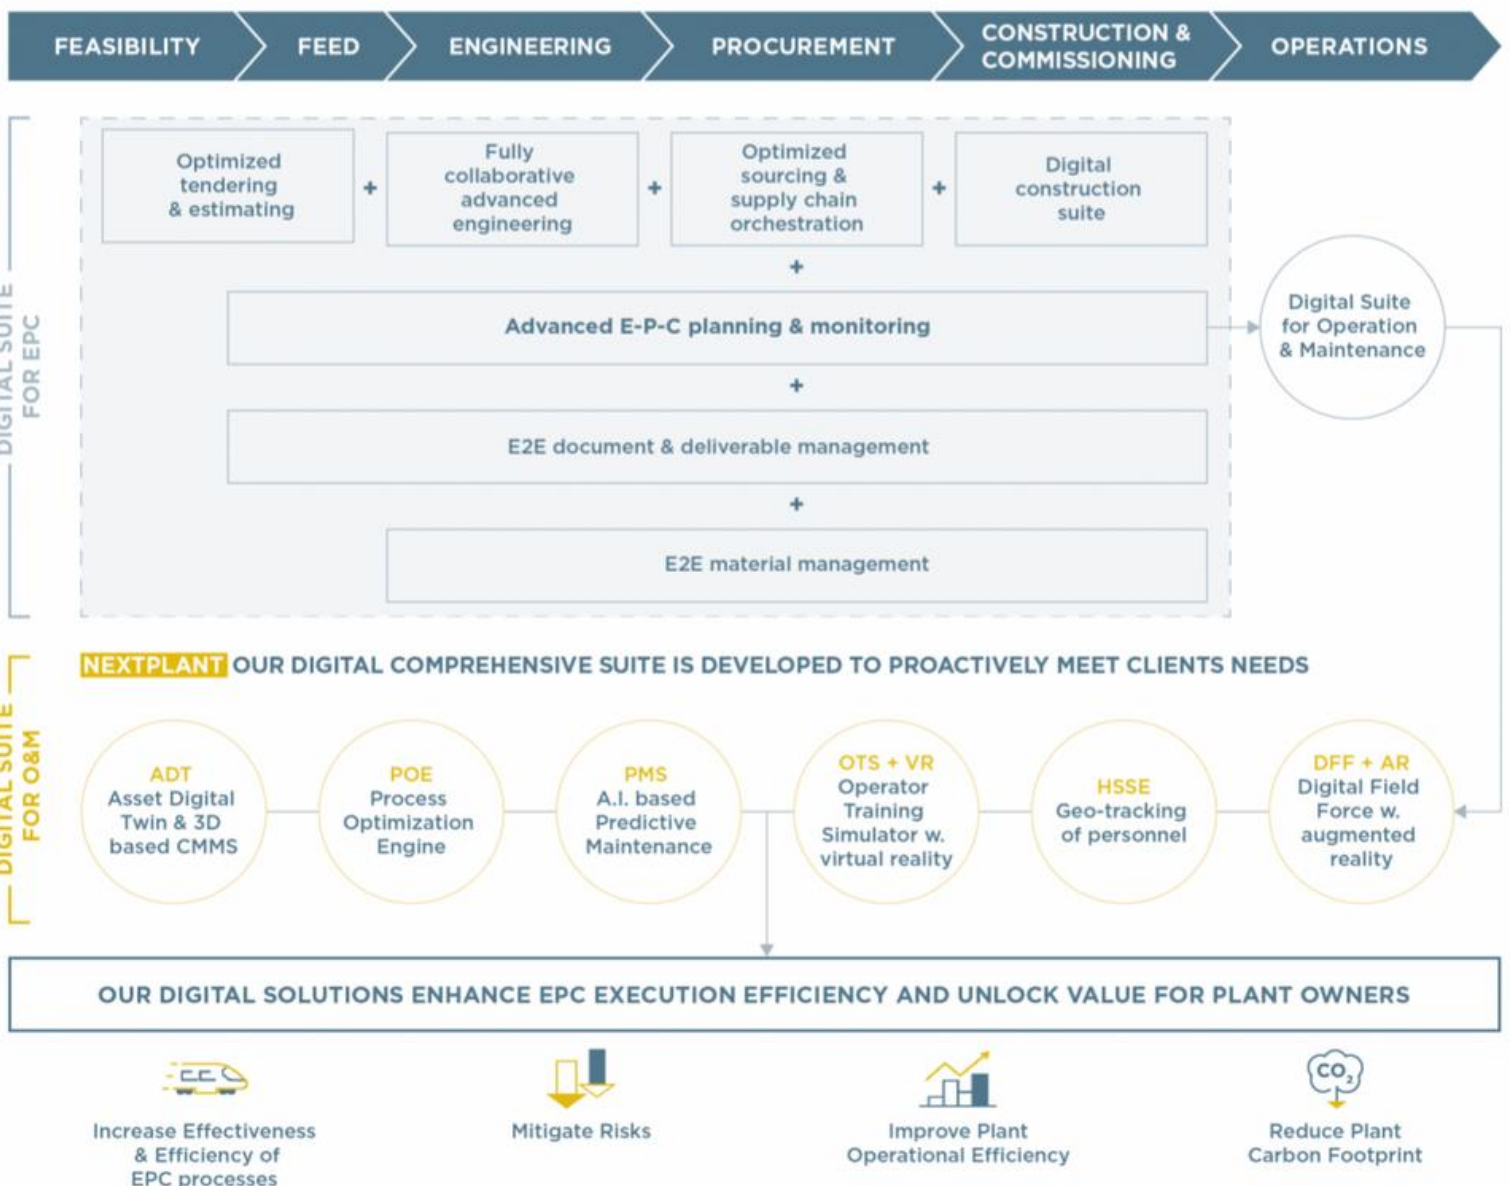 FEASIBILITY
FEED
ENGINEERING
PROCUREMENT
CONSTRUCTION &
COMMISSIONING
OPERATIONS
DIGITAL SUITE
FOR EPC
Optimized
tendering
& estimating
+
Fully
collaborative
advanced
engineering
+
Optimized
sourcing &
supply chain
orchestration
+
Digital
construction
suite
+
Advanced E-P-C planning & monitoring
Digital Suite
for Operation
& Maintenance
+
E2E document & deliverable management
+
E2E material management
NEXTPLANT OUR DIGITAL COMPREHENSIVE SUITE IS DEVELOPED TO PROACTIVELY MEET CLIENTS NEEDS
DIGITAL SUITE
FOR O&M
ADT
Asset Digital
Twin & 3D
based CMMS
POE
Process
Optimization
Engine
PMS
A.I. based
Predictive
Maintenance
OTS + VR
Operator
Training
Simulator w.
virtual reality
HSSE
Geo-tracking
of personnel
DFF + AR
Digital Field
Force w.
augmented
reality
OUR DIGITAL SOLUTIONS ENHANCE EPC EXECUTION EFFICIENCY AND UNLOCK VALUE FOR PLANT OWNERS
Increase Effectiveness
& Efficiency of
EPC processes
Mitigate Risks
Improve Plant
Operational Efficiency
CO2
Reduce Plant
Carbon Footprint